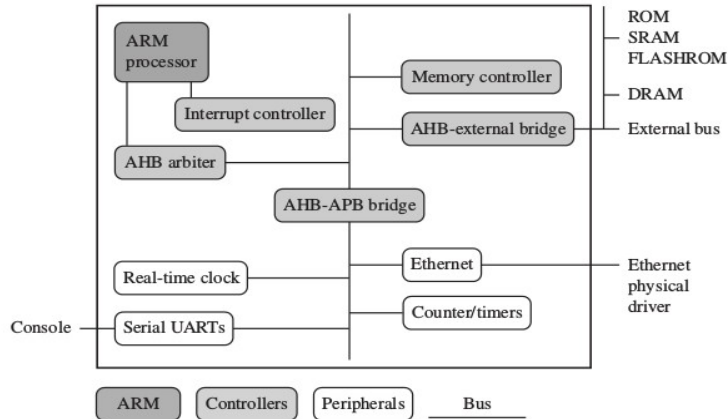 ROM
SRAM
FLASHROM
DRAM
External bus
ARM
processor
Memory controller
Interrupt controller
AHB-external bridge
AHB arbiter
AHB-APB bridge
Real-time clock
Ethernet
Ethernet
physical
driver
Console
Serial UARTs
Counter/timers
ARM
Controllers
Peripherals
Bus